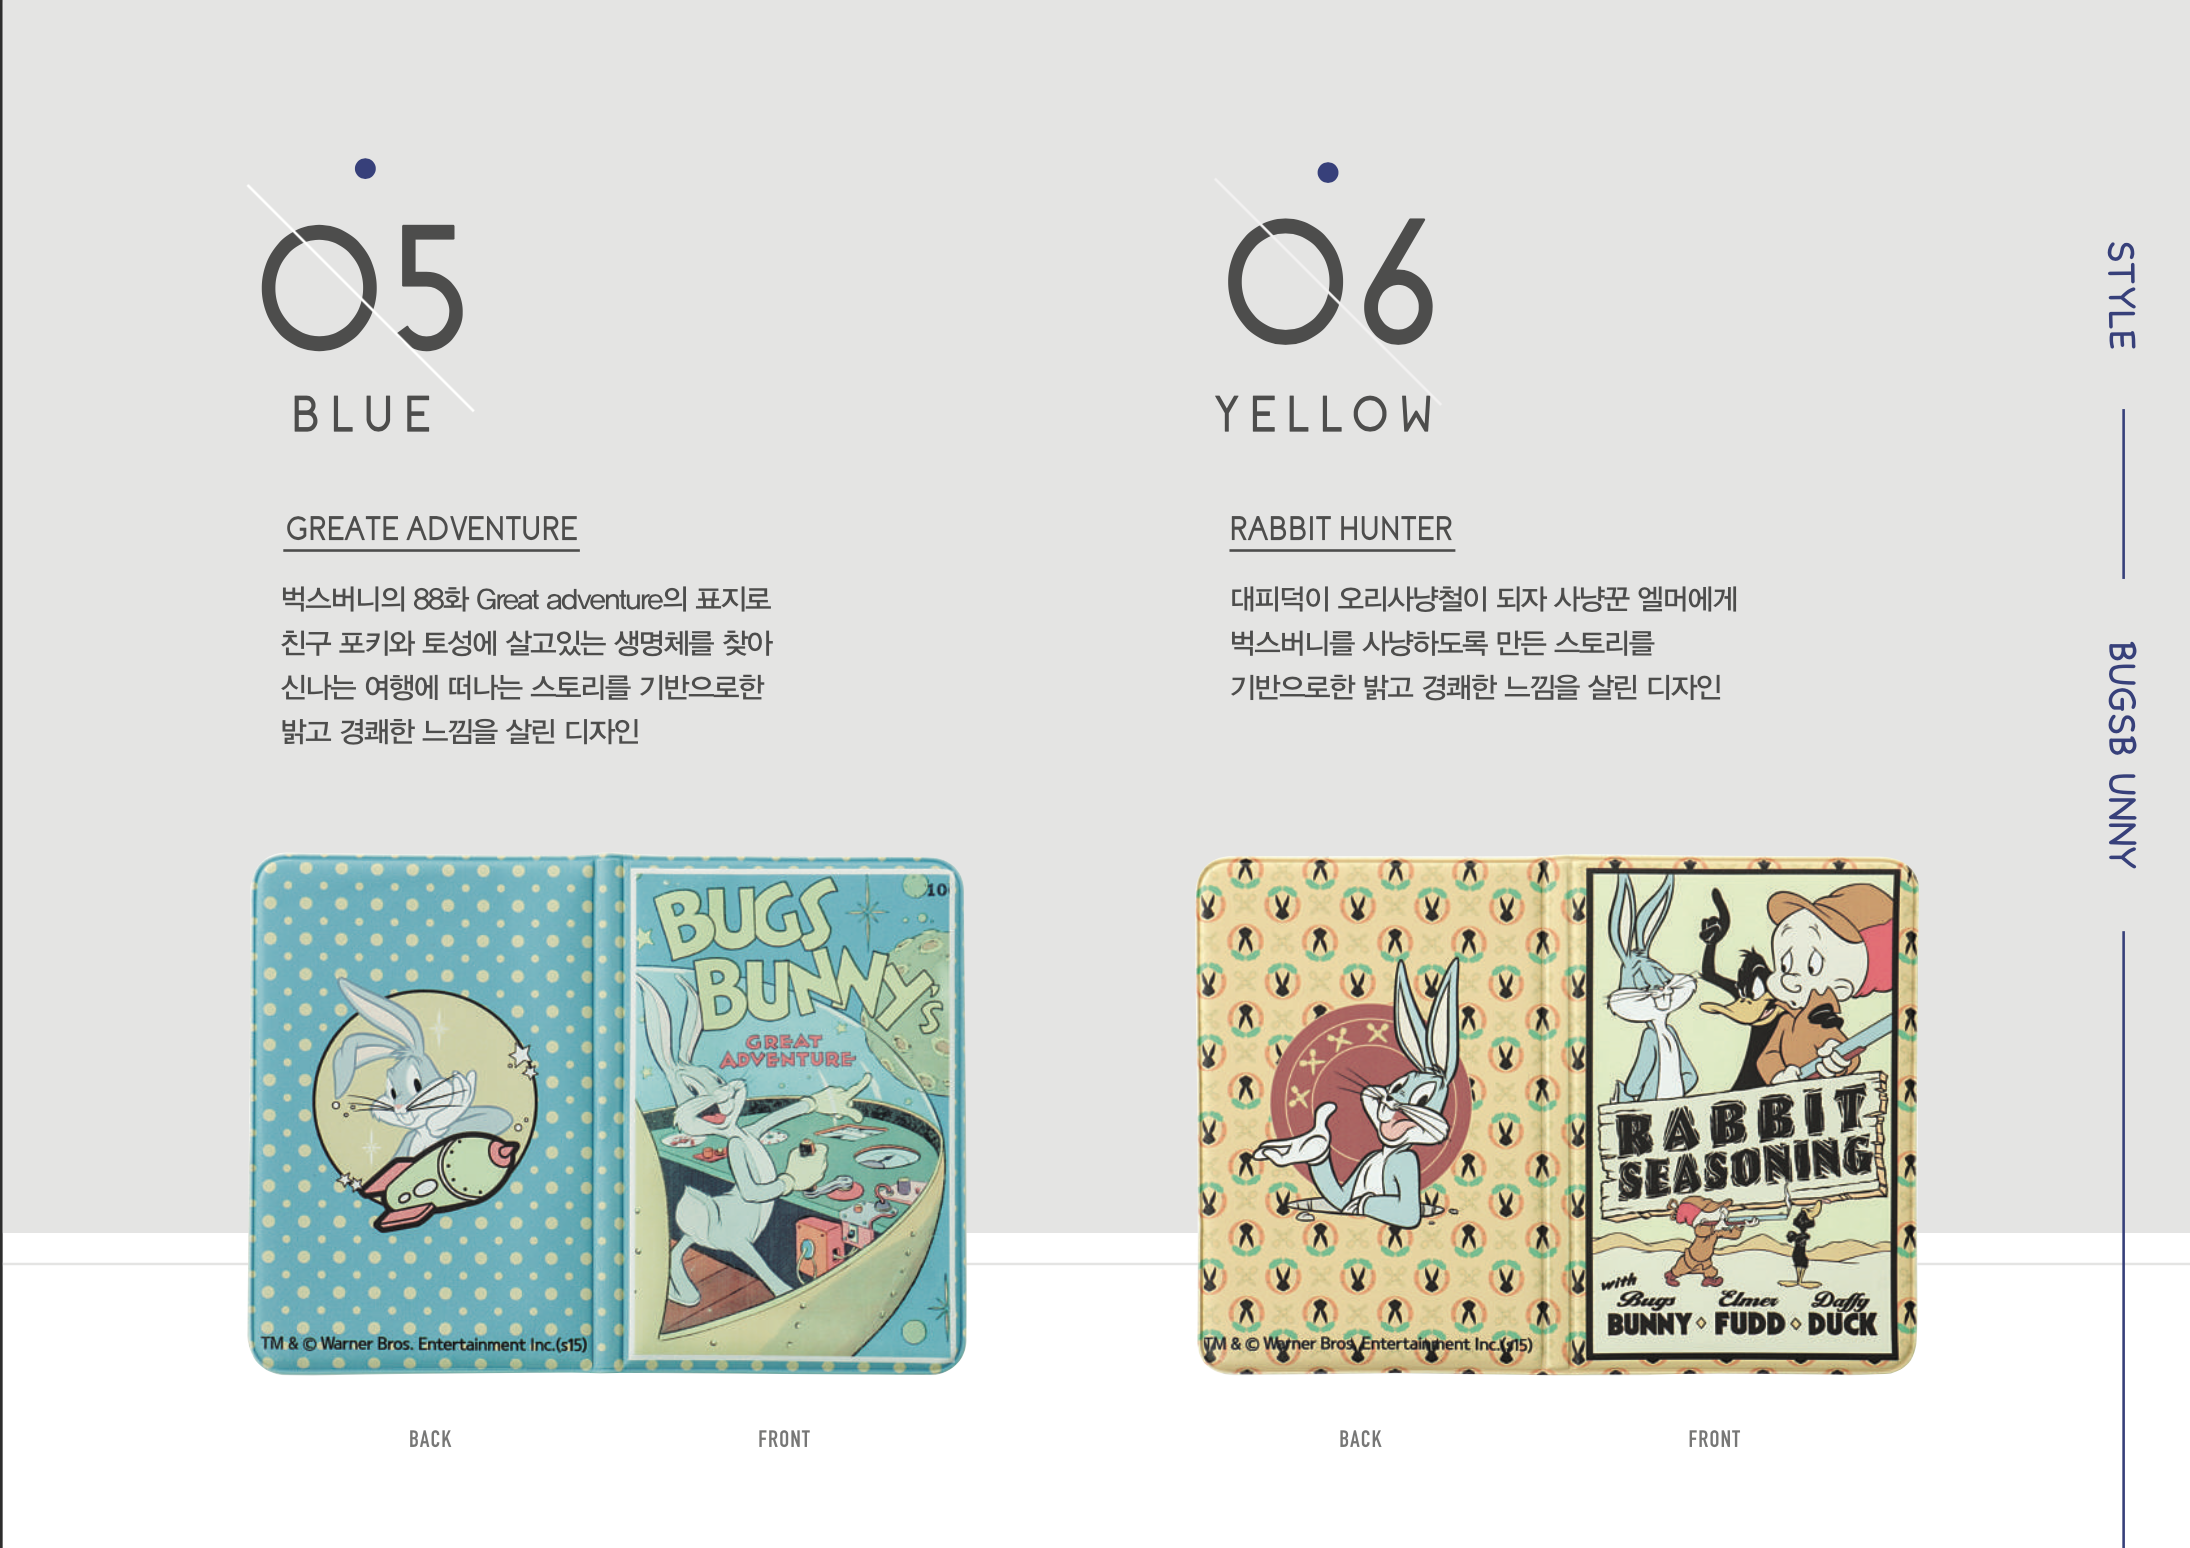 05
BLUE
GREATE ADVENTURE
벅스버니의 88화 Great adventure의 표지로
친구 포키와 토성에 살고있는 생명체를 찾아
신나는 여행에 떠나는 스토리를 기반으로한
밝고 경쾌한 느낌을 살린 디자인
06
YELLOW
RABBIT HUNTER
대피덕이 오리사냥철이 되자 사냥꾼 엘머에게
벅스버니를 사냥하도록 만든 스토리를
기반으로한 밝고 경쾌한 느낌을 살린 디자인
STYLE
BUGSB UNNY
10
BUGS
BUNNY's
GREAT
ADVENTURE
TM & © Warner Bros. Entertainment Inc.(s15)
BACK
FRONT
RABBIT
SEASONING
with
Bugs Elmer Daffy
BUNNY ⋄ FUDD ⋄ DUCK
TM & © Warner Bros. Entertainment Inc.(s15)
BACK
FRONT